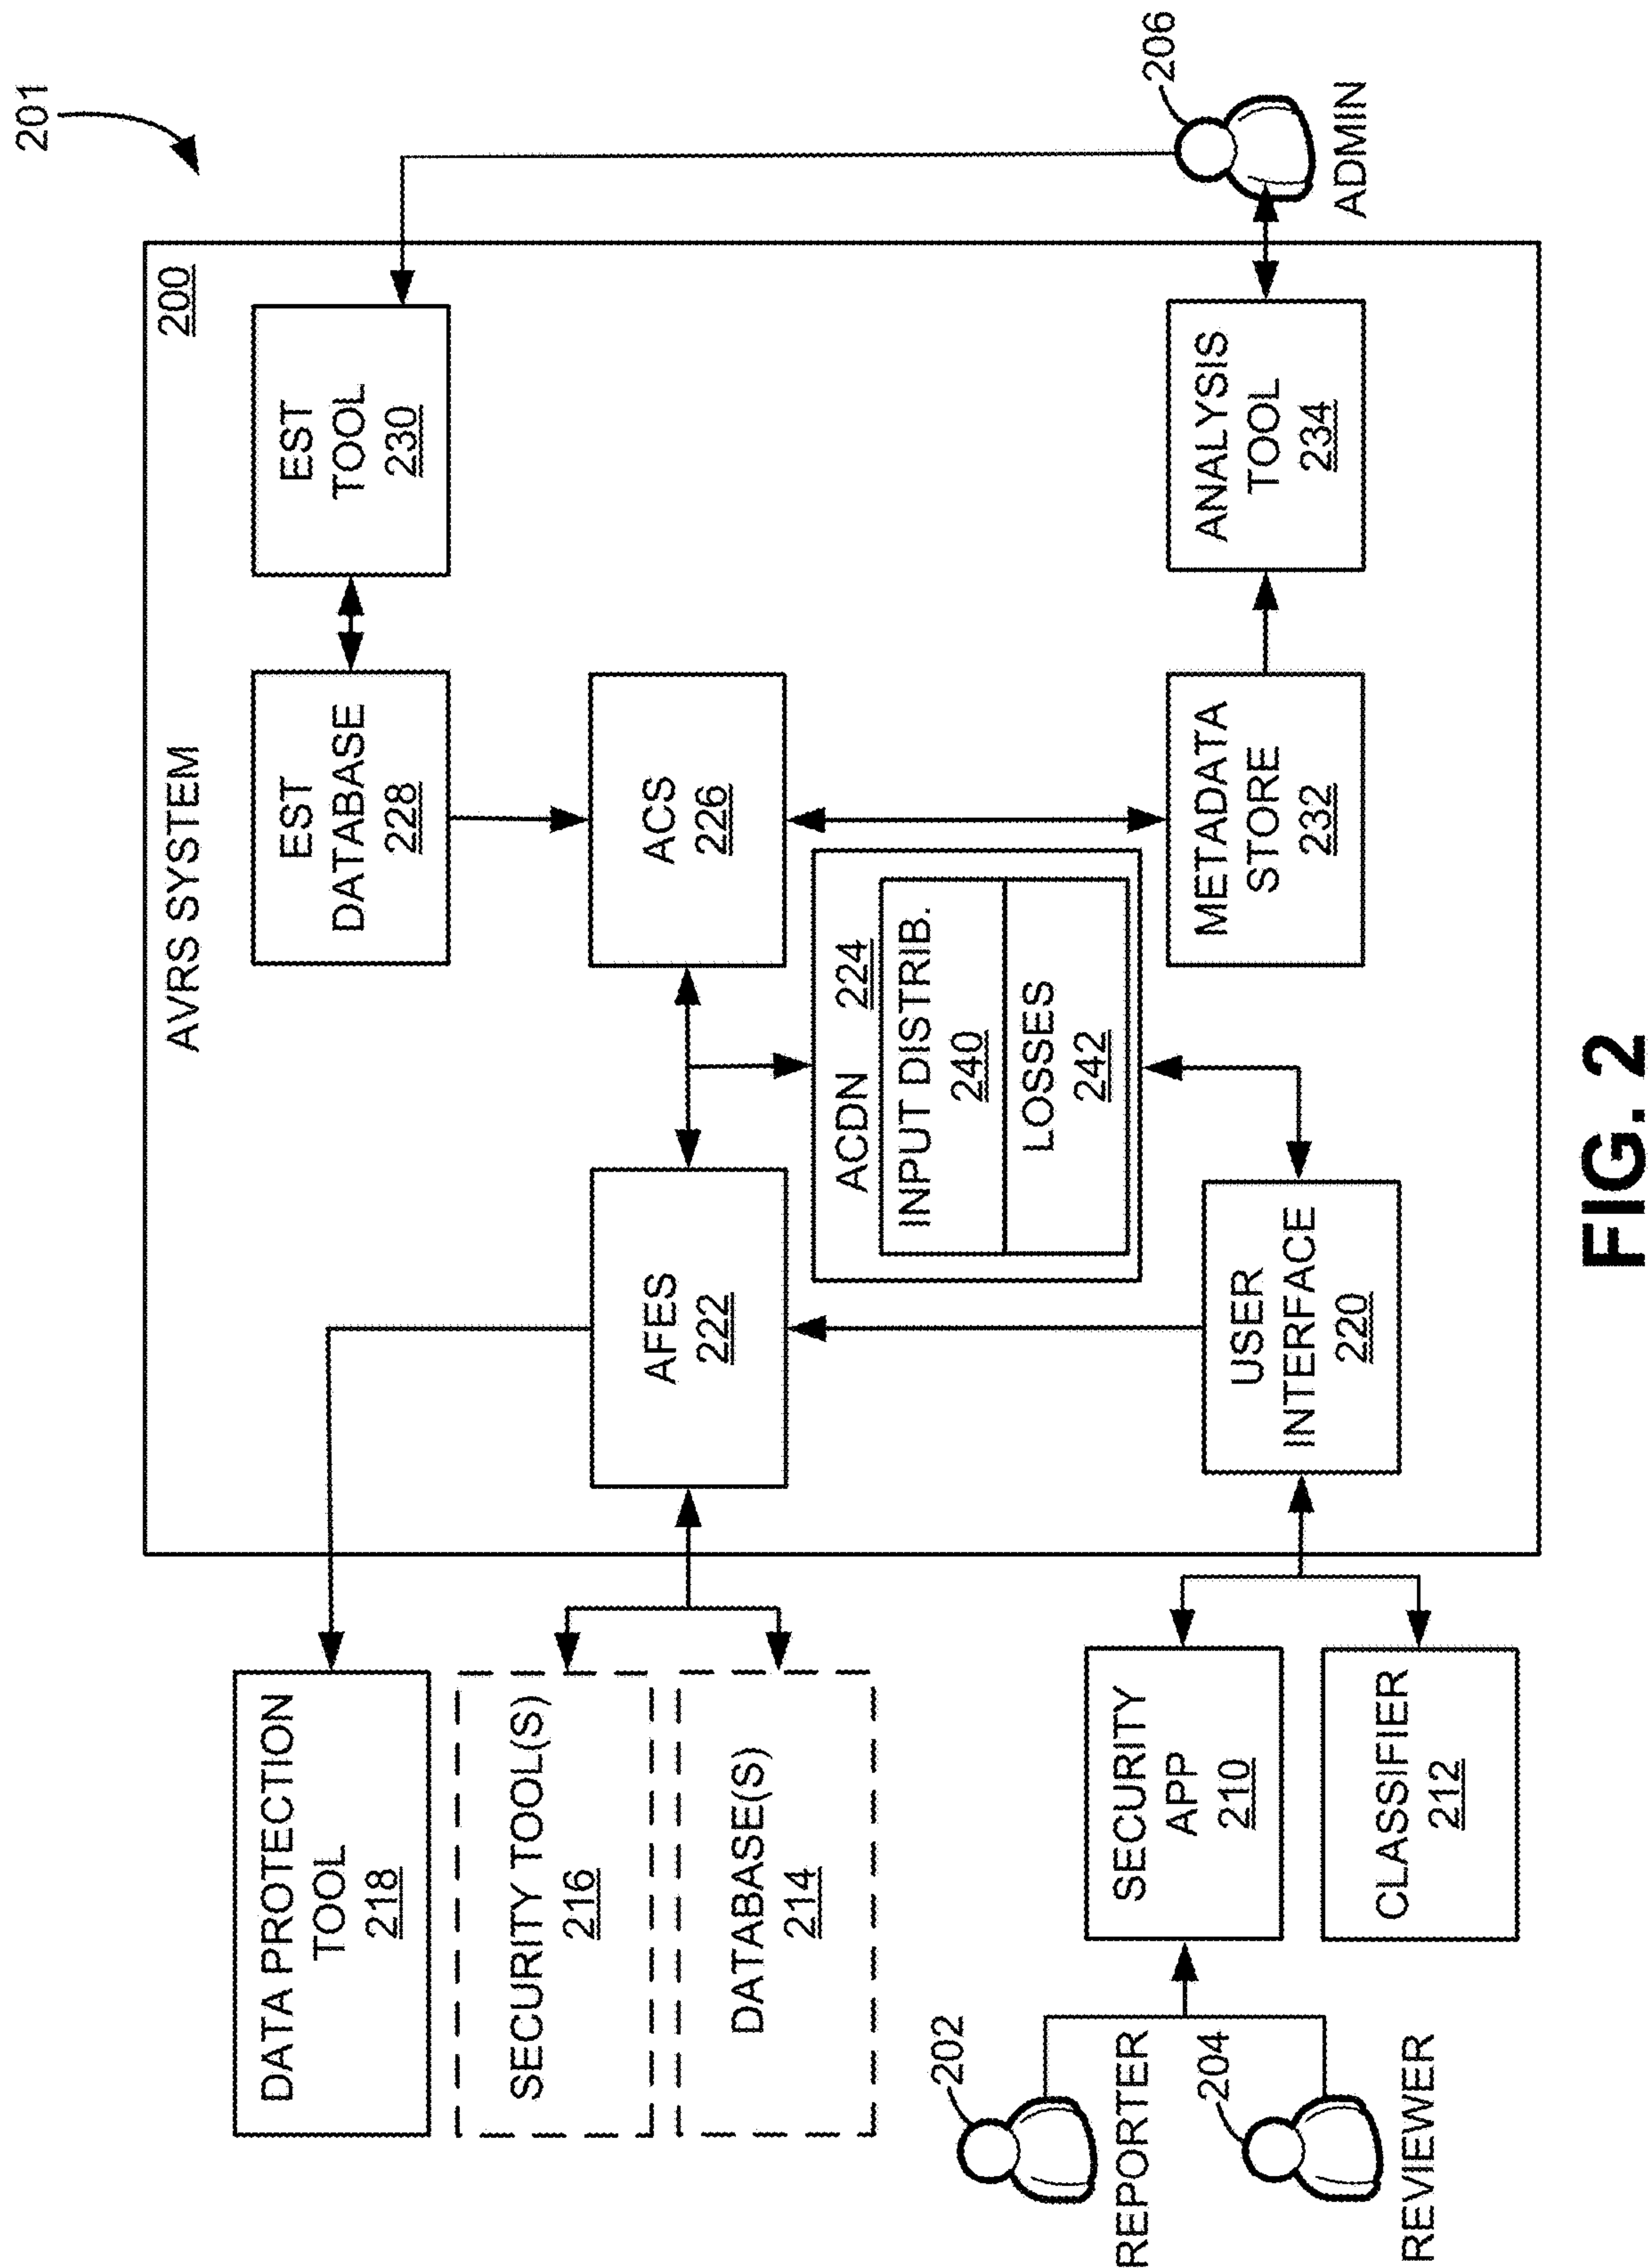 201
AVRS SYSTEM
200
DATA PROTECTION
TOOL
218
SECURITY TOOL(S)
216
DATABASE(S)
214
EST
DATABASE
228
EST
TOOL
230
AFES
222
ACS
226
ACDN 224
INPUT DISTRIB.
240
LOSSES
242
202
REPORTER
204
REVIEWER
SECURITY
APP
210
CLASSIFIER
212
USER
INTERFACE
220
METADATA
STORE
232
ANALYSIS
TOOL
234
206
ADMIN
FIG. 2